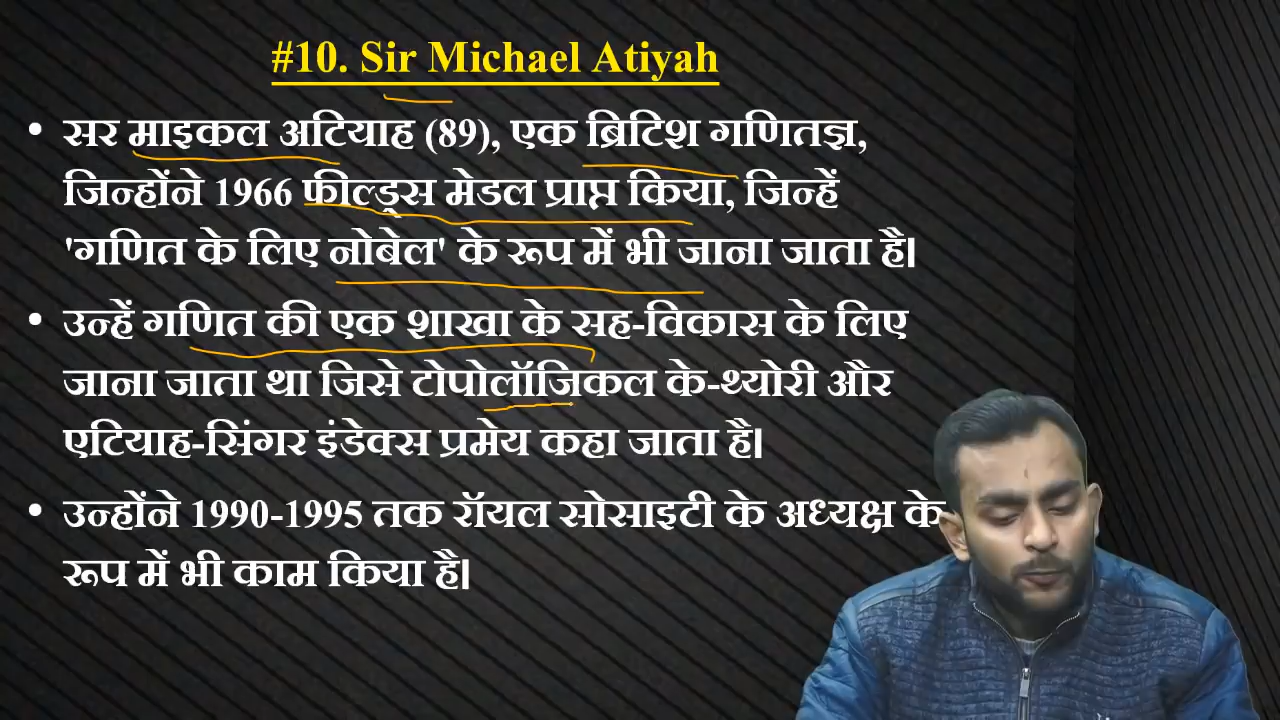 #10. Sir Michael Atiyah
• सर माइकल अटियाह (89), एक ब्रिटिश गणितज्ञ,
जिन्होंने 1966 फील्ड्स मेडल प्राप्त किया, जिन्हें
'गणित के लिए नोबेल' के रूप में भी जाना जाता है।
• उन्हें गणित की एक शाखा के सह-विकास के लिए
जाना जाता था जिसे टोपोलॉजिकल के-थ्योरी और
एटियाह-सिंगर इंडेक्स प्रमेय कहा जाता है।
• उन्होंने 1990-1995 तक रॉयल सोसाइटी के अध्यक्ष के
रूप में भी काम किया है।